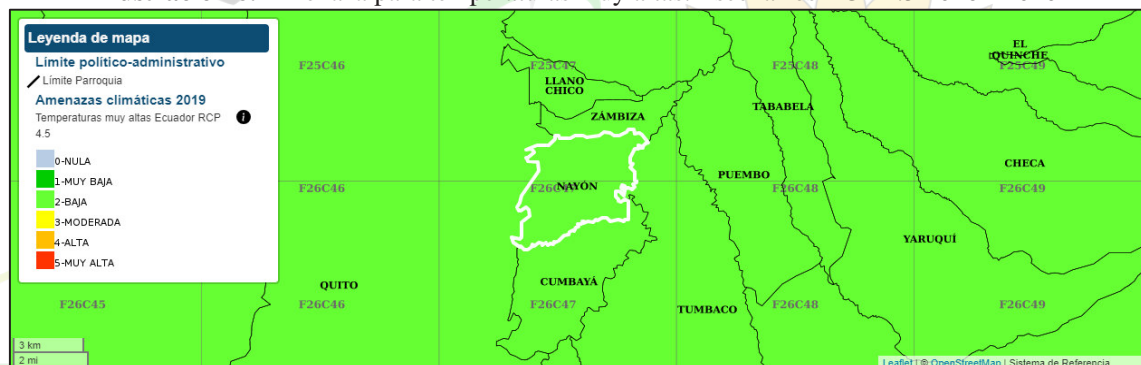 Leyenda de mapa
Límite político-administrativo
Límite Parroquia
Amenazas climáticas 2019
Temperaturas muy altas Ecuador RCP
4.5
i
0-NULA
1-MUY BAJA
2-BAJA
3-MODERADA
4-ALTA
5-MUY ALTA
F25C46
F25C47
F25C48
EL
QUINCHE
F25C49
LLANO
CHICO
TABABELA
ZÁMBIZA
CHECA
PUEMBO
F26C46
NAYÓN
F26C48
F26C49
YARUQUÍ
QUITO
CUMBAYÁ
F26C45
F26C46
F26C47
TUMBACO
F26C48
F26C49
3 km
2 mi
Leaflet | © OpenStreetMap | Sistema de Referencia